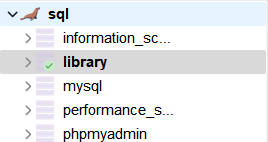 sql
information_sc...
library
mysql
performance_s...
phpmyadmin